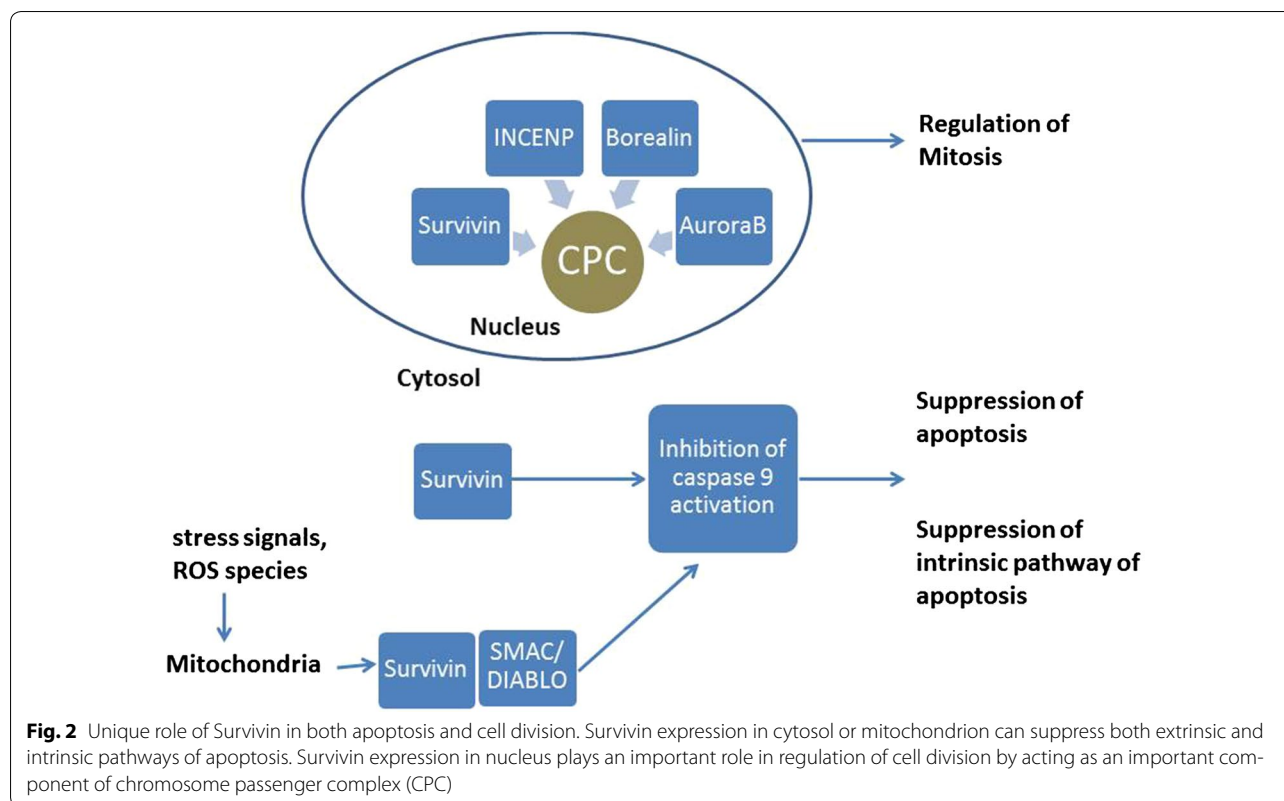 INCENP
Borealin
Regulation of
Mitosis
Survivin
AuroraB
CPC
Nucleus
Cytosol
Suppression of
apoptosis
Inhibition of
caspase 9
activation
Survivin
stress signals,
ROS species
Suppression of
intrinsic pathway of
apoptosis
Mitochondria
Survivin
SMAC/
DIABLO
Fig. 2 Unique role of Survivin in both apoptosis and cell division. Survivin expression in cytosol or mitochondrion can suppress both extrinsic and
intrinsic pathways of apoptosis. Survivin expression in nucleus plays an important role in regulation of cell division by acting as an important com-
ponent of chromosome passenger complex (CPC)